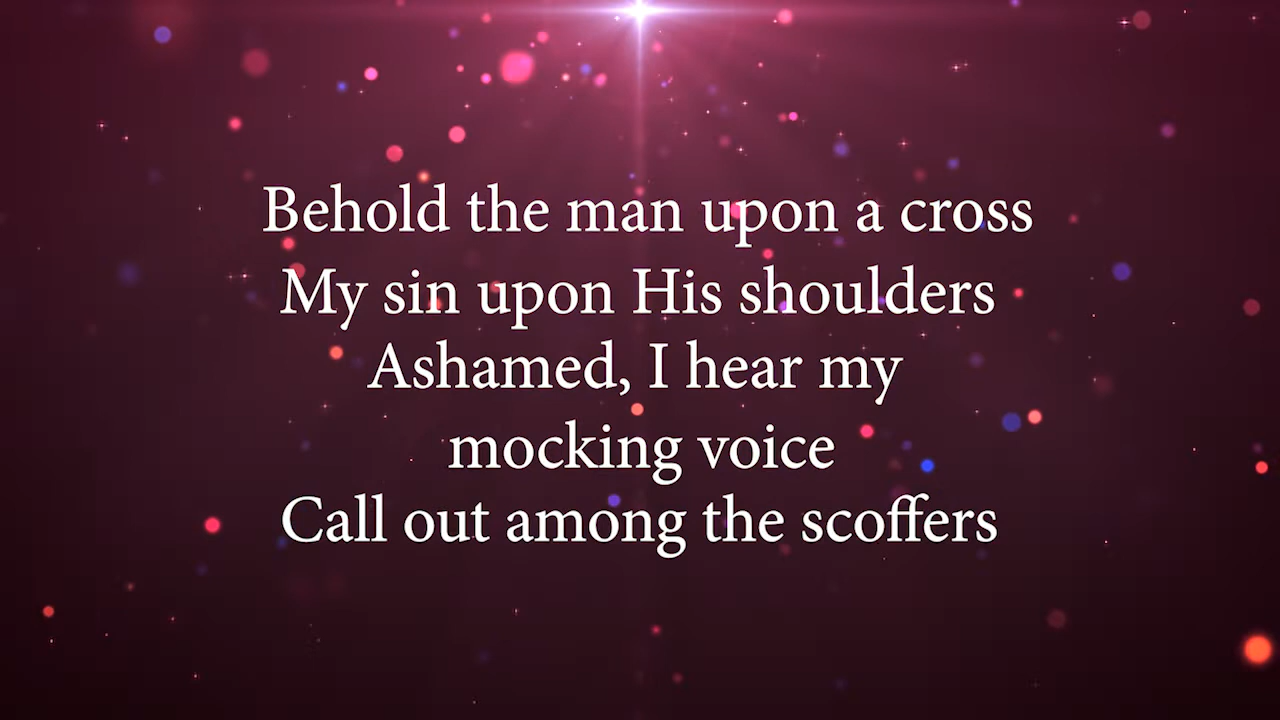 Behold the man upon a cross
My sin upon His shoulders
Ashamed, I hear my
mocking voice
Call out among the scoffers